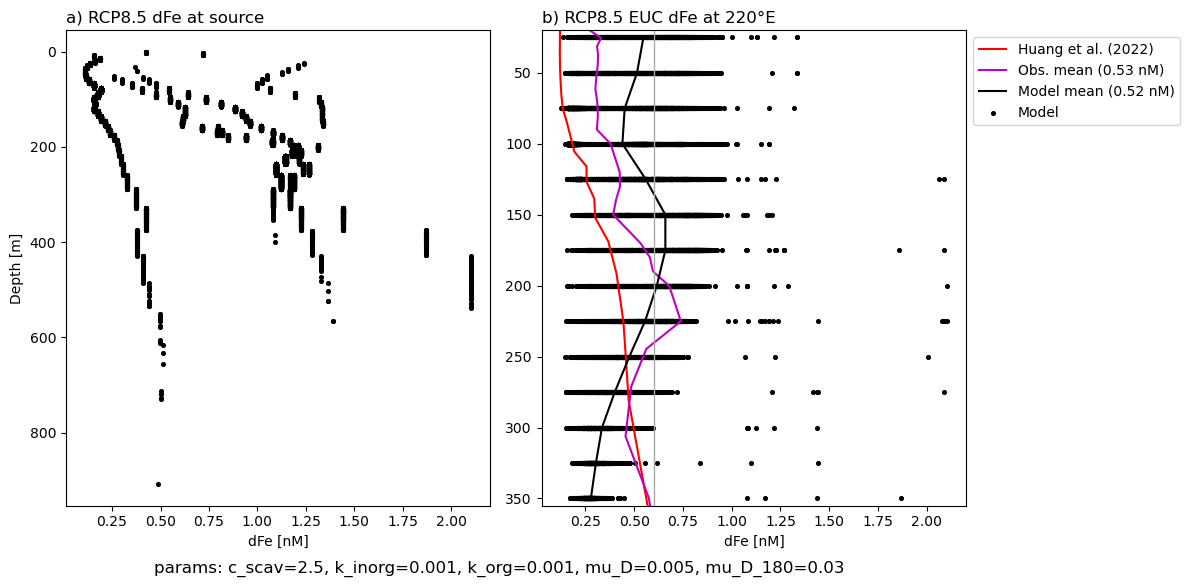 a) RCP8.5 dFe at source
b) RCP8.5 EUC dFe at 220°E
Depth [m]
0
200
400
600
800
0.25 0.50 0.75 1.00 1.25 1.50 1.75 2.00
dFe [nM]
50
100
150
200
250
300
350
0.25 0.50 0.75 1.00 1.25 1.50 1.75 2.00
dFe [nM]
Huang et al. (2022)
Obs. mean (0.53 nM)
Model mean (0.52 nM)
Model
params: c_scav=2.5, k_inorg=0.001, k_org=0.001, mu_D=0.005, mu_D_180=0.03